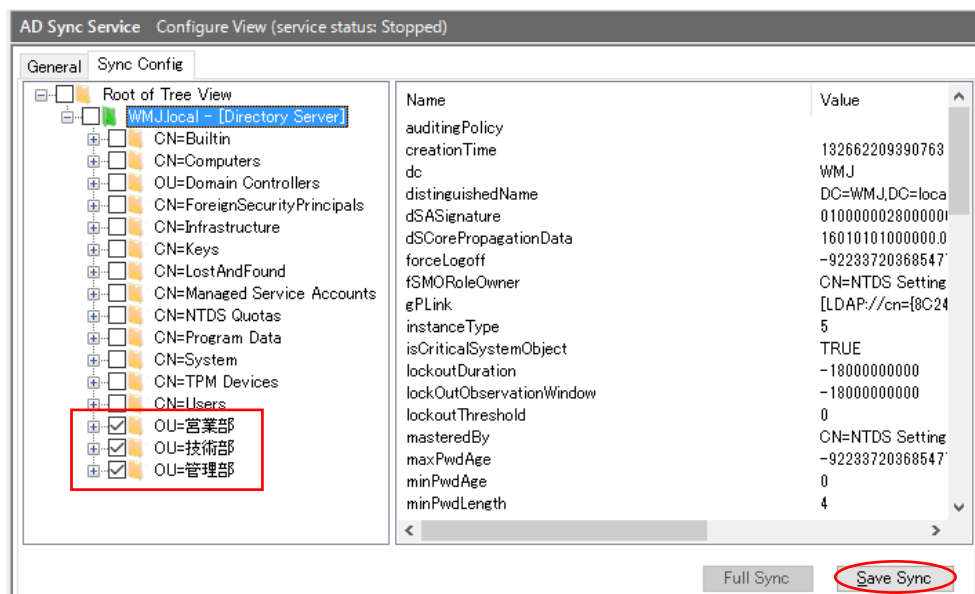 AD Sync Service Configure View (service status: Stopped)
General Sync Config
Root of Tree View
WMJ.local - [Directory Server]
CN=Builtin
CN=Computers
OU=Domain Controllers
CN=ForeignSecurityPrincipals
CN=Infrastructure
CN=Keys
CN=LostAndFound
CN=Managed Service Accounts
CN=NTDS Quotas
CN=Program Data
CN=System
CN=TPM Devices
CN=Users
OU=営業部
OU=技術部
OU=管理部
Name Value
auditingPolicy
creationTime 132662209390763
dc WMJ
distinguishedName DC=WMJ,DC=loca
dSASignature 010000002800000
dSCorePropagationData 16010101000000.0
forceLogoff -92233720368547
fSMORoleOwner CN=NTDS Setting
gPLink [LDAP://cn={8C24
instanceType 5
isCriticalSystemObject TRUE
lockoutDuration -18000000000
lockOutObservationWindow -18000000000
lockoutThreshold 0
masteredBy CN=NTDS Setting
maxPwdAge -92233720368547
minPwdAge 0
minPwdLength 4
Full Sync Save Sync